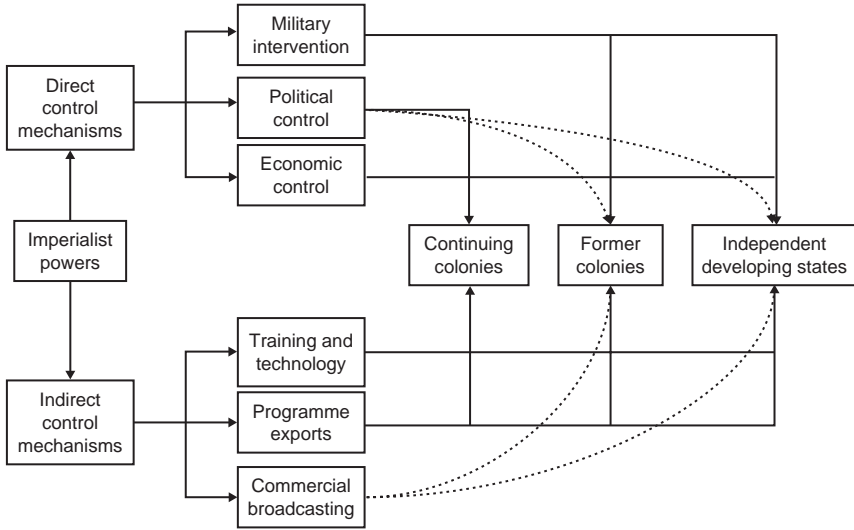 Military
intervention
Direct
control
mechanisms
Political
control
Economic
control
Imperialist
powers
Continuing
colonies
Former
colonies
Independent
developing states
Training and
technology
Indirect
control
mechanisms
Programme
exports
Commercial
broadcasting